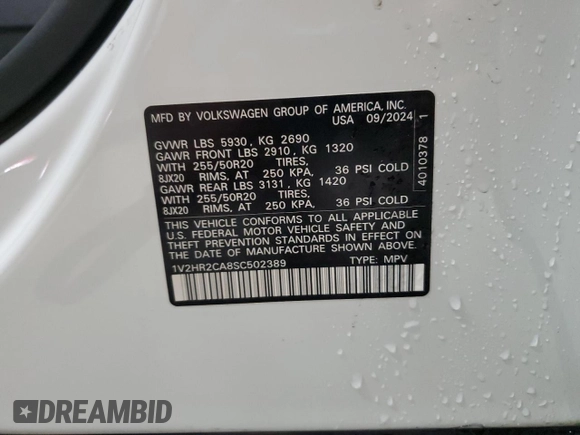 MFD BY VOLKSWAGEN GROUP OF AMERICA, INC.
USA 09/2024
GVWR LBS 5930, KG 2690
GAWR FRONT LBS 2910, KG 1320
WITH 255/50R20 TIRES.
8JX20 RIMS, AT 250 KPA, 36 PSI COLD
GAWR REAR LBS 3131, KG 1420
WITH 255/50R20 TIRES.
8JX20 RIMS, AT 250 KPA, 36 PSI COLD
THIS VEHICLE CONFORMS TO ALL APPLICABLE
U.S. FEDERAL MOTOR VEHICLE SAFETY AND
THEFT PREVENTION STANDARDS IN EFFECT ON
THE DATE OF MANUFACTURE SHOWN ABOVE.
1V2HR2CA8SC502389 TYPE: MPV
4010378 1
DREAMBID